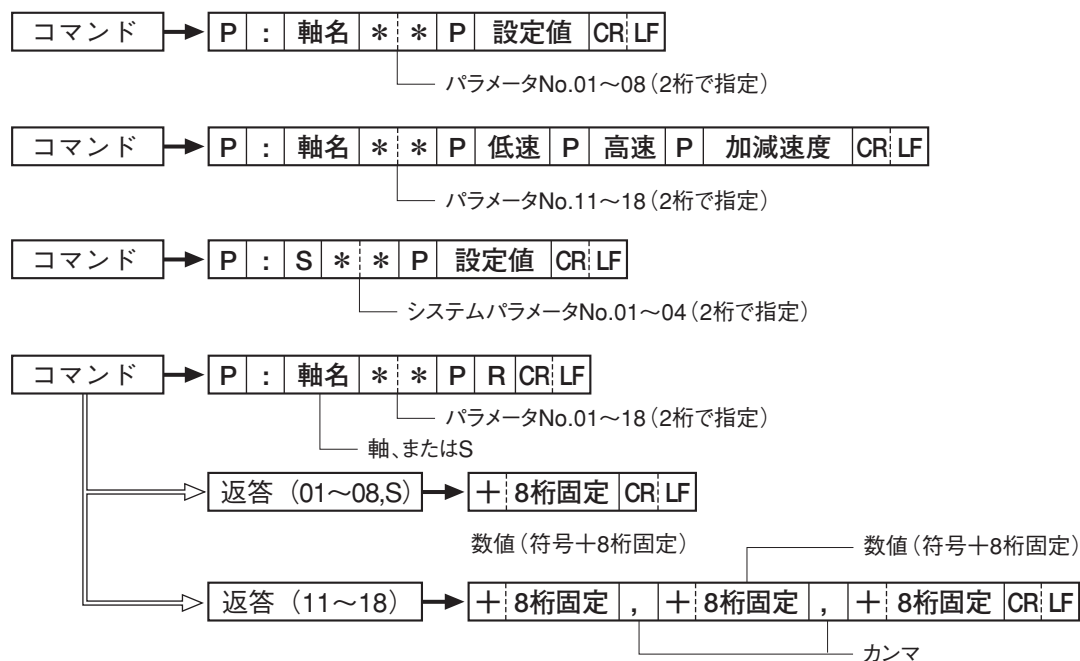 コマンド P : 軸名 * * P 設定値 CR LF
パラメータNo.01～08(2桁で指定)
コマンド P : 軸名 * * P 低速 P 高速 P 加減速度 CR LF
パラメータNo.11～18(2桁で指定)
コマンド P : S * * P 設定値 CR LF
システムパラメータNo.01～04(2桁で指定)
コマンド P : 軸名 * * P R CR LF
パラメータNo.01～18(2桁で指定)
軸、またはS
返答 (01～08,S) + 8桁固定 CR LF
数値(符号+8桁固定) 数値(符号+8桁固定)
返答 (11～18) + 8桁固定 , + 8桁固定 , + 8桁固定 CR LF
カンマ